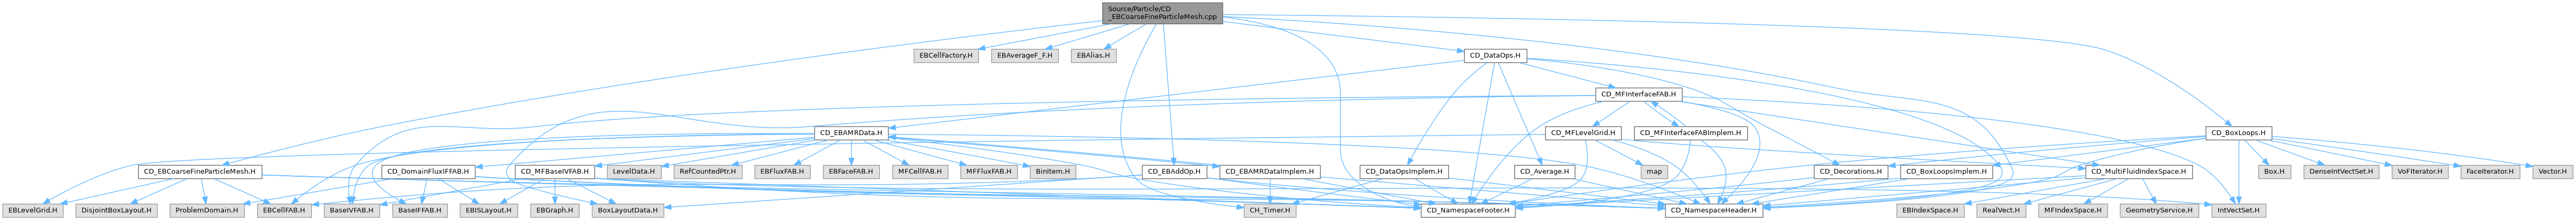 Source/Particle/CD
_EBCoarseFineParticleMesh.cpp
EBCellFactory.H
EBAverageF_F.H
EBAlias.H
CD_DataOps.H
CD_MFInterfaceFAB.H
CD_EBAMRData.H
CD_MFLevelGrid.H
CD_MFInterfaceFABImplem.H
CD_BoxLoops.H
CD_EBCoarseFineParticleMesh.H
CD_DomainFluxIFFAB.H
CD_MFBaseIVFAB.H
LevelData.H
RefCountedPtr.H
EBFluxFAB.H
EBFaceFAB.H
MFCellFAB.H
MFFluxFAB.H
BinItem.H
CD_EBAddOp.H
CD_EBAMRDataImplem.H
CD_DataOpsImplem.H
CD_Average.H
map
CD_Decorations.H
CD_BoxLoopsImplem.H
CD_MultiFluidIndexSpace.H
Box.H
DenseIntVectSet.H
VoFIterator.H
FaceIterator.H
Vector.H
EBLevelGrid.H
DisjointBoxLayout.H
ProblemDomain.H
EBCellFAB.H
BaseIVFAB.H
BaseIFFAB.H
EBISLayout.H
EBGraph.H
BoxLayoutData.H
CD_NamespaceFooter.H
CH_Timer.H
CD_NamespaceHeader.H
EBIndexSpace.H
RealVect.H
MFIndexSpace.H
GeometryService.H
IntVectSet.H